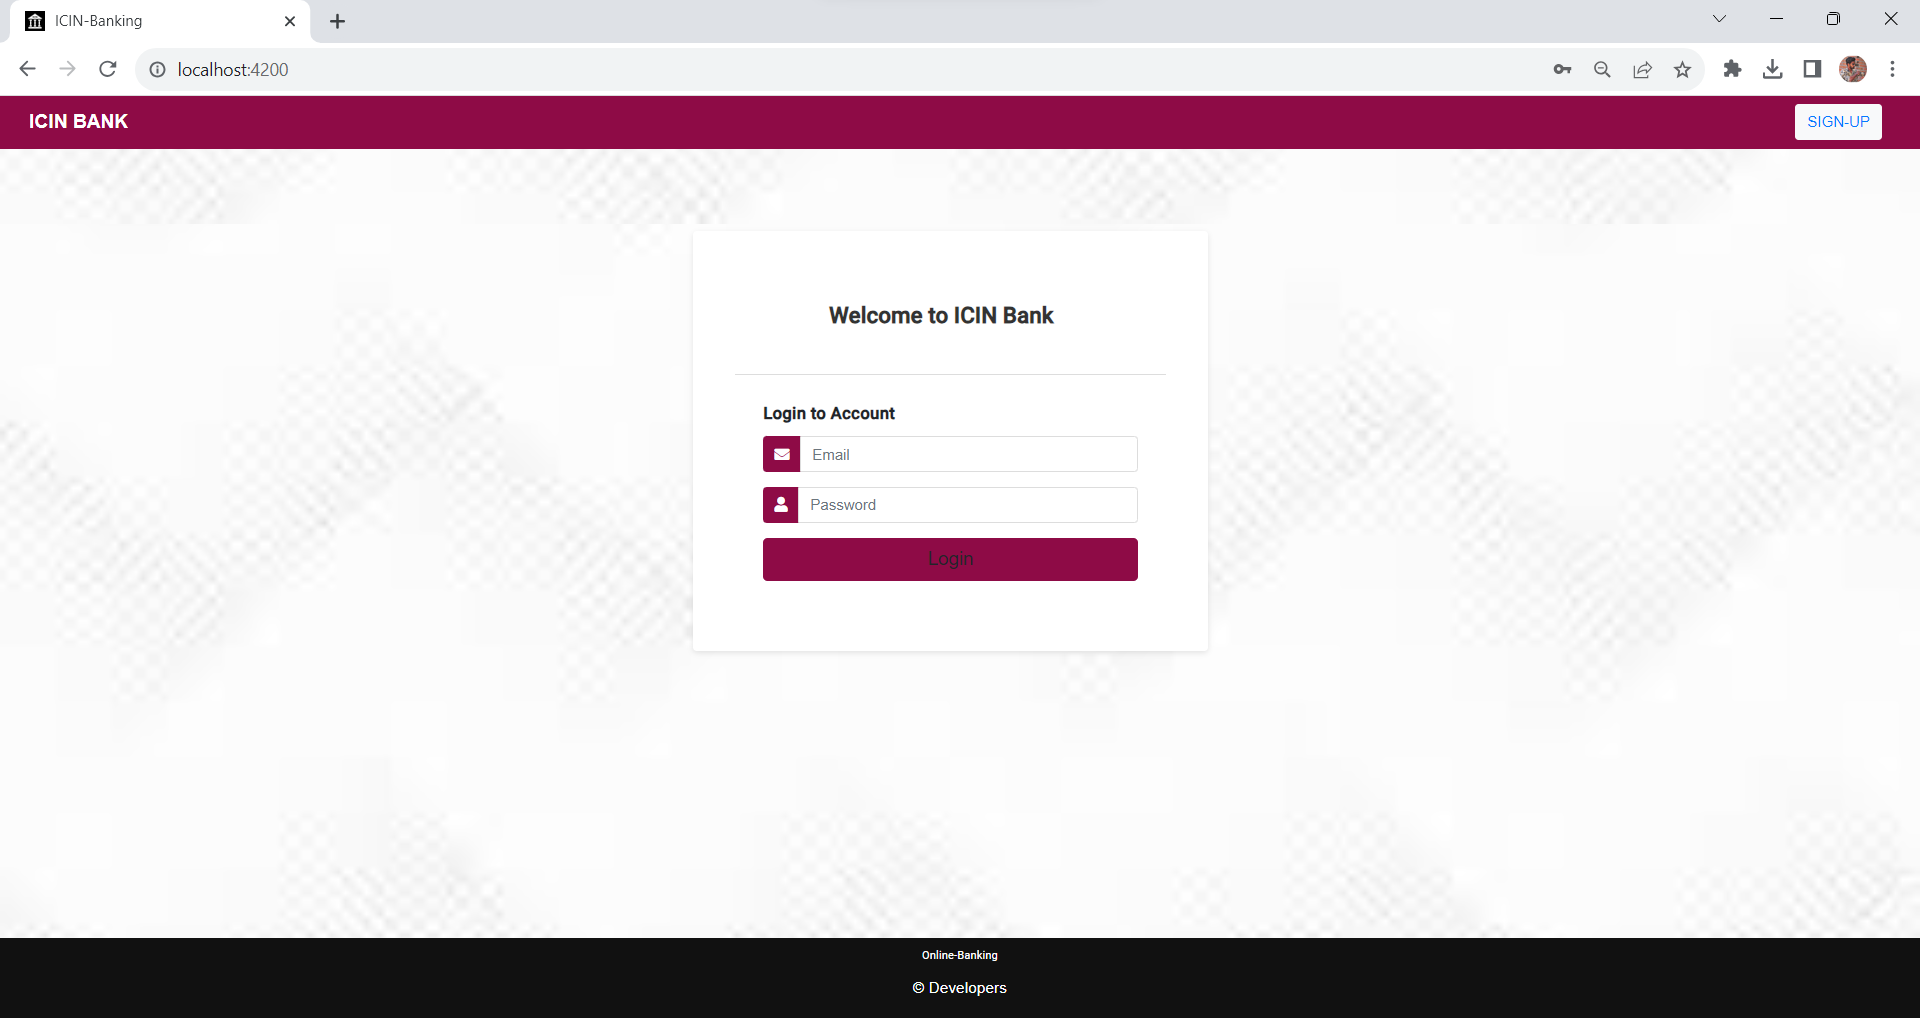 ICIN-Banking
localhost:4200
ICIN BANK
SIGN-UP
Welcome to ICIN Bank
Login to Account
Email
Password
Login
Online-Banking
© Developers